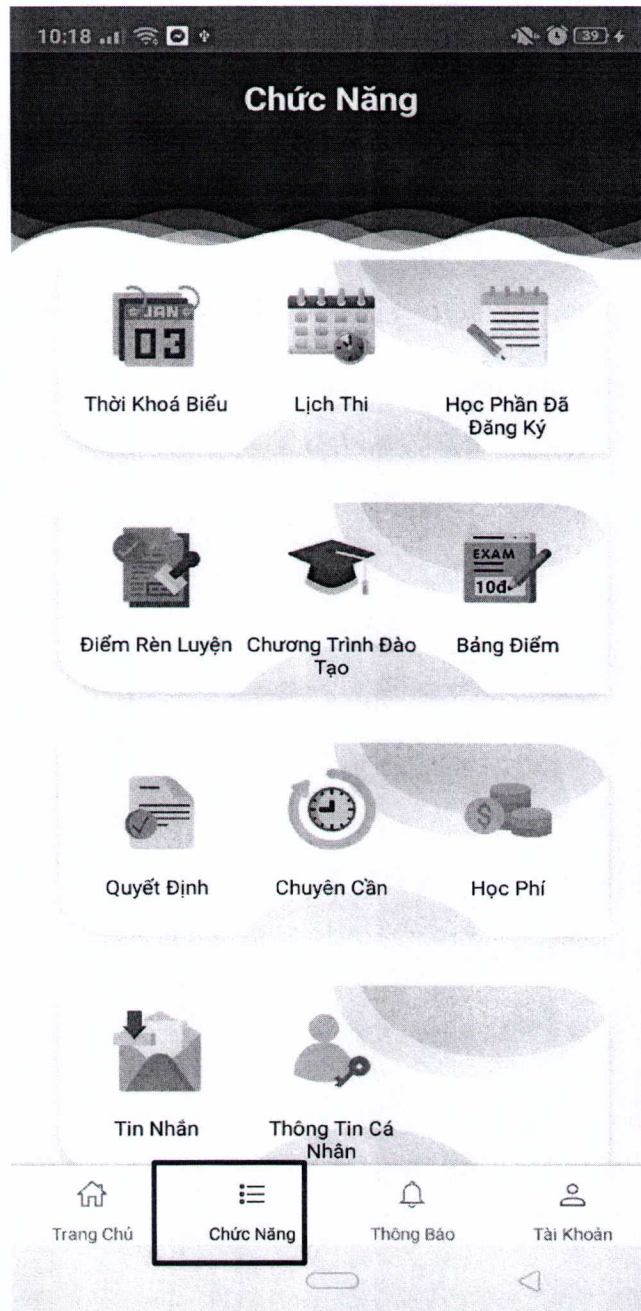 10:18
39
Chức Năng
JAN
03
Thời Khoá Biểu
Lịch Thi
Học Phần Đã
Đăng Ký
EXAM
10đ
Điểm Rèn Luyện
Chương Trình Đào
Tạo
Bảng Điểm
Quyết Định
Chuyên Cần
$
Học Phí
Tin Nhắn
Thông Tin Cá
Nhân
Trang Chủ
Chức Năng
Thông Báo
Tài Khoản